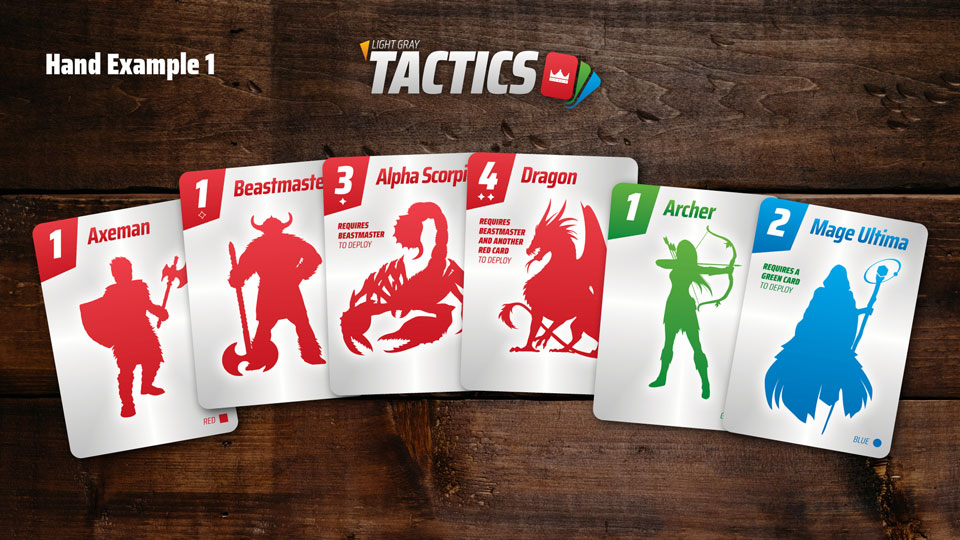 Hand Example 1
LIGHT GRAY
TACTICS
1
Axeman
RED
1
Beastmaste
3
Alpha Scorpi
REQUIRES
BEASTMASTER
TO DEPLOY
4
Dragon
REQUIRES
BEASTMASTER
AND ANOTHER
RED CARD
TO DEPLOY
1
Archer
2
Mage Ultima
REQUIRES A
GREEN CARD
TO DEPLOY
BLUE